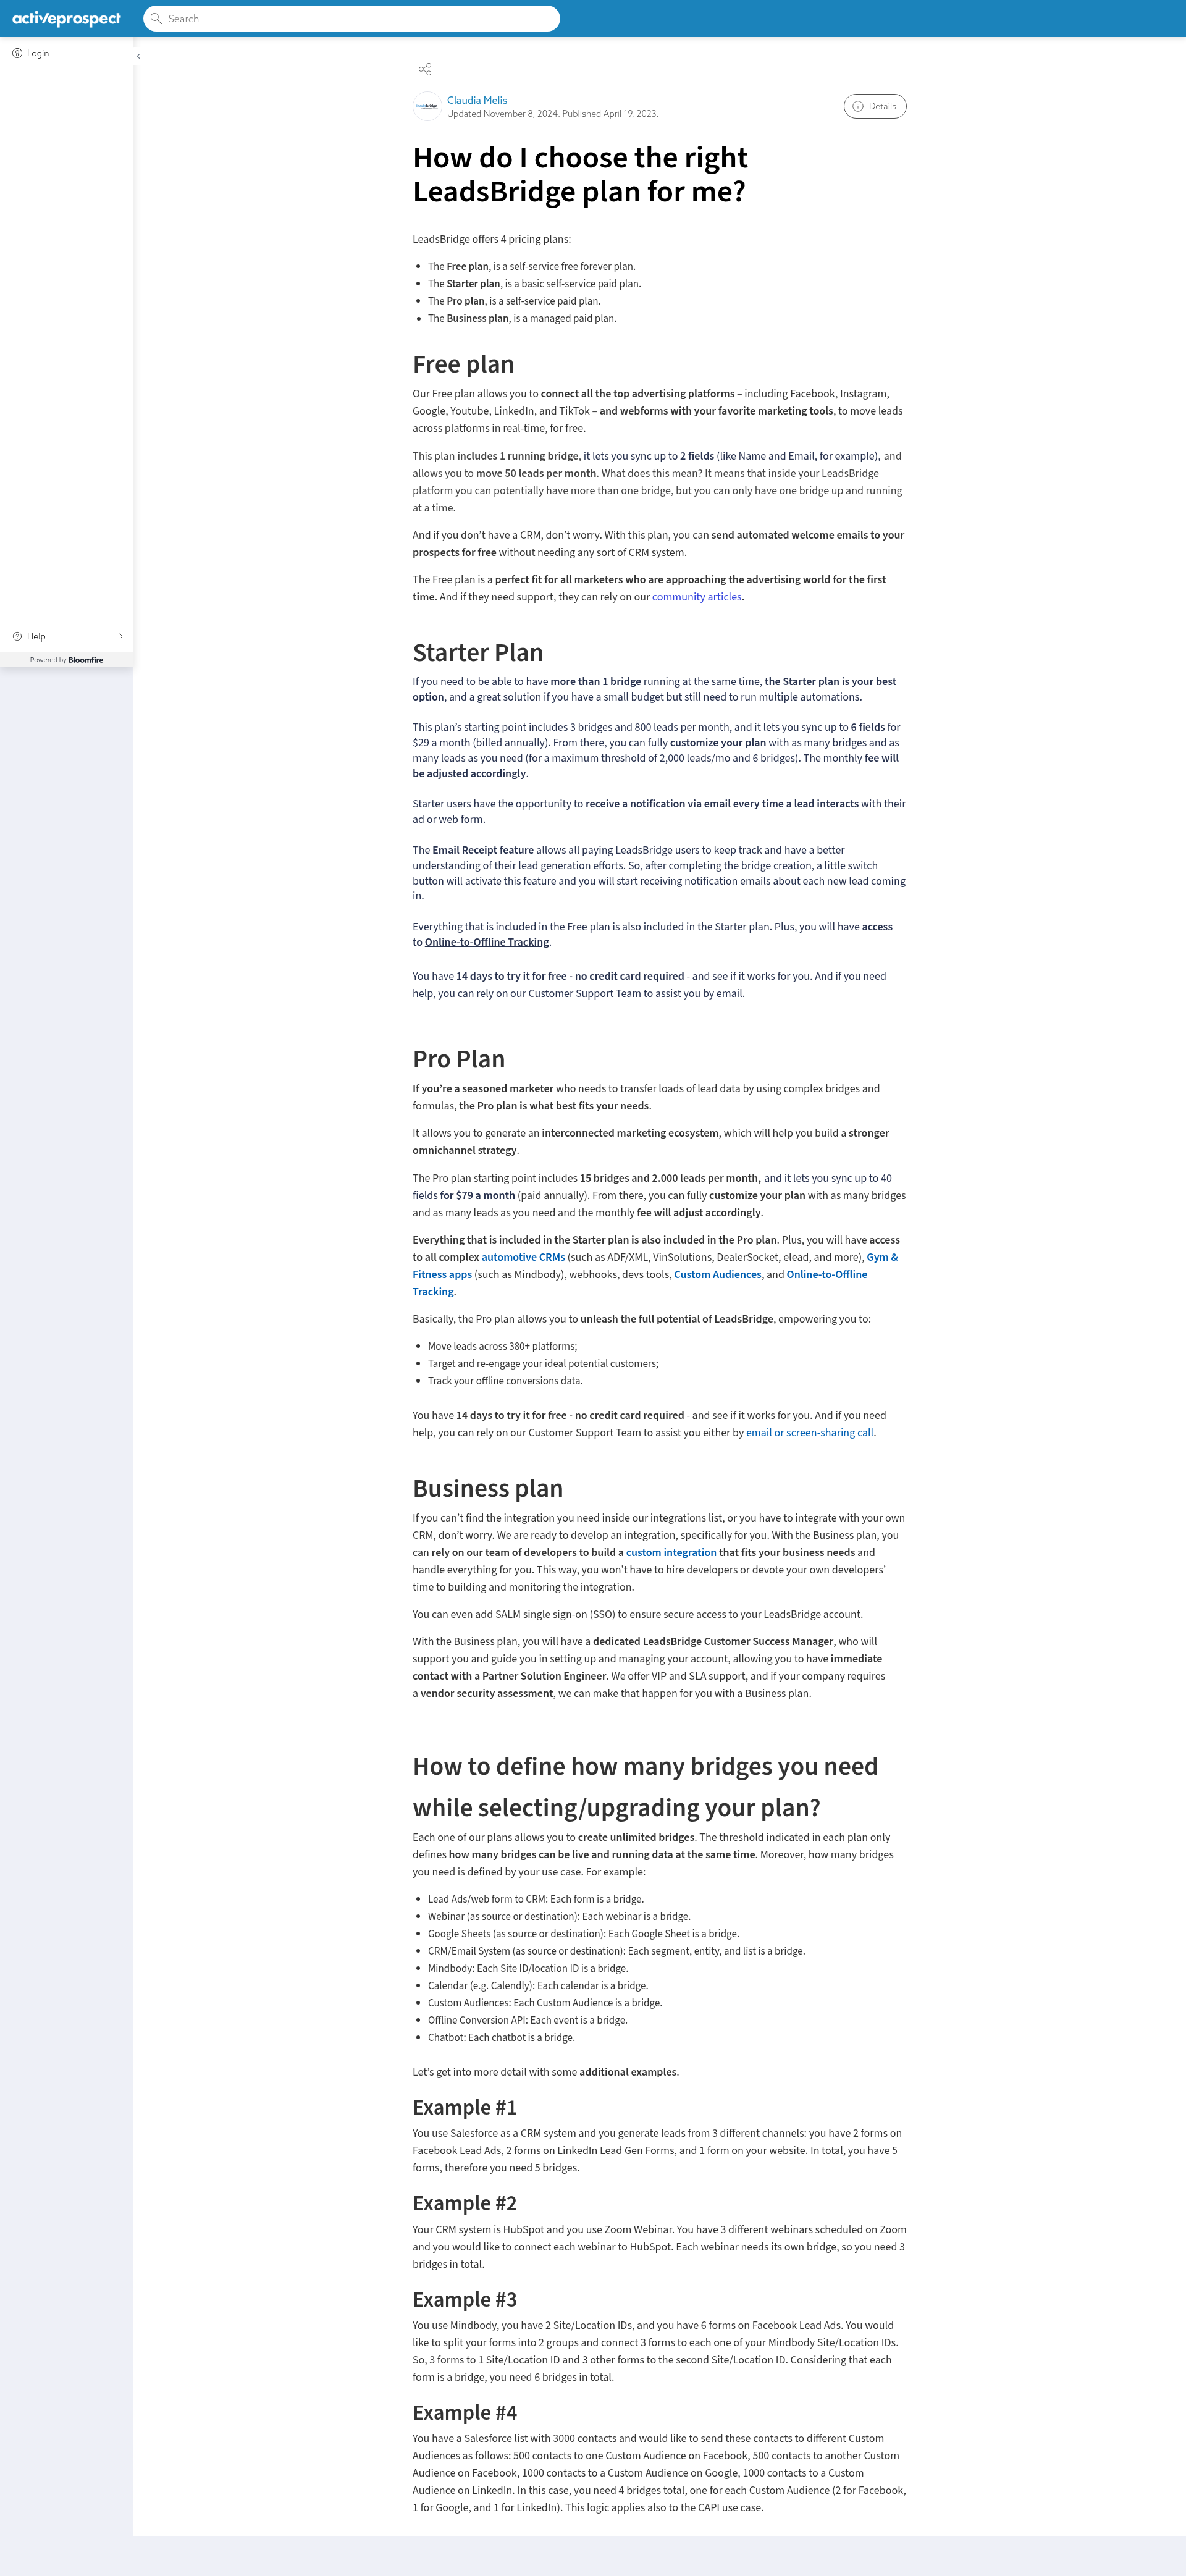 activeprospect
Search
Login
Claudia Melis
Updated November 8, 2024. Published April 19, 2023.
Details
How do I choose the right
LeadsBridge plan for me?
LeadsBridge offers 4 pricing plans:
The Free plan, is a self-service free forever plan.
The Starter plan, is a basic self-service paid plan.
The Pro plan, is a self-service paid plan.
The Business plan, is a managed paid plan.
Free plan
Our Free plan allows you to connect all the top advertising platforms – including Facebook, Instagram,
Google, Youtube, LinkedIn, and TikTok – and webforms with your favorite marketing tools, to move leads
across platforms in real-time, for free.
This plan includes 1 running bridge, it lets you sync up to 2 fields (like Name and Email, for example), and
allows you to move 50 leads per month. What does this mean? It means that inside your LeadsBridge
platform you can potentially have more than one bridge, but you can only have one bridge up and running
at a time.
And if you don't have a CRM, don't worry. With this plan, you can send automated welcome emails to your
prospects for free without needing any sort of CRM system.
The Free plan is a perfect fit for all marketers who are approaching the advertising world for the first
time. And if they need support, they can rely on our community articles.
Help
Powered by Bloomfire
Starter Plan
If you need to be able to have more than 1 bridge running at the same time, the Starter plan is your best
option, and a great solution if you have a small budget but still need to run multiple automations.
This plan's starting point includes 3 bridges and 800 leads per month, and it lets you sync up to 6 fields for
$29 a month (billed annually). From there, you can fully customize your plan with as many bridges and as
many leads as you need (for a maximum threshold of 2,000 leads/mo and 6 bridges). The monthly fee will
be adjusted accordingly.
Starter users have the opportunity to receive a notification via email every time a lead interacts with their
ad or web form.
The Email Receipt feature allows all paying LeadsBridge users to keep track and have a better
understanding of their lead generation efforts. So, after completing the bridge creation, a little switch
button will activate this feature and you will start receiving notification emails about each new lead coming
in.
Everything that is included in the Free plan is also included in the Starter plan. Plus, you will have access
to Online-to-Offline Tracking.
You have 14 days to try it for free - no credit card required - and see if it works for you. And if you need
help, you can rely on our Customer Support Team to assist you by email.
Pro Plan
If you're a seasoned marketer who needs to transfer loads of lead data by using complex bridges and
formulas, the Pro plan is what best fits your needs.
It allows you to generate an interconnected marketing ecosystem, which will help you build a stronger
omnichannel strategy.
The Pro plan starting point includes 15 bridges and 2.000 leads per month, and it lets you sync up to 40
fields for $79 a month (paid annually). From there, you can fully customize your plan with as many bridges
and as many leads as you need and the monthly fee will adjust accordingly.
Everything that is included in the Starter plan is also included in the Pro plan. Plus, you will have access
to all complex automotive CRMs (such as ADF/XML, VinSolutions, DealerSocket, elead, and more), Gym &
Fitness apps (such as Mindbody), webhooks, devs tools, Custom Audiences, and Online-to-Offline
Tracking.
Basically, the Pro plan allows you to unleash the full potential of LeadsBridge, empowering you to:
Move leads across 380+ platforms;
Target and re-engage your ideal potential customers;
Track your offline conversions data.
You have 14 days to try it for free - no credit card required - and see if it works for you. And if you need
help, you can rely on our Customer Support Team to assist you either by email or screen-sharing call.
Business plan
If you can't find the integration you need inside our integrations list, or you have to integrate with your own
CRM, don't worry. We are ready to develop an integration, specifically for you. With the Business plan, you
can rely on our team of developers to build a custom integration that fits your business needs and
handle everything for you. This way, you won't have to hire developers or devote your own developers'
time to building and monitoring the integration.
You can even add SALM single sign-on (SSO) to ensure secure access to your LeadsBridge account.
With the Business plan, you will have a dedicated LeadsBridge Customer Success Manager, who will
support you and guide you in setting up and managing your account, allowing you to have immediate
contact with a Partner Solution Engineer. We offer VIP and SLA support, and if your company requires
a vendor security assessment, we can make that happen for you with a Business plan.
How to define how many bridges you need
while selecting/upgrading your plan?
Each one of our plans allows you to create unlimited bridges. The threshold indicated in each plan only
defines how many bridges can be live and running data at the same time. Moreover, how many bridges
you need is defined by your use case. For example:
Lead Ads/web form to CRM: Each form is a bridge.
Webinar (as source or destination): Each webinar is a bridge.
Google Sheets (as source or destination): Each Google Sheet is a bridge.
CRM/Email System (as source or destination): Each segment, entity, and list is a bridge.
Mindbody: Each Site ID/location ID is a bridge.
Calendar (e.g. Calendly): Each calendar is a bridge.
Custom Audiences: Each Custom Audience is a bridge.
Offline Conversion API: Each event is a bridge.
Chatbot: Each chatbot is a bridge.
Let's get into more detail with some additional examples.
Example #1
You use Salesforce as a CRM system and you generate leads from 3 different channels: you have 2 forms on
Facebook Lead Ads, 2 forms on LinkedIn Lead Gen Forms, and 1 form on your website. In total, you have 5
forms, therefore you need 5 bridges.
Example #2
Your CRM system is HubSpot and you use Zoom Webinar. You have 3 different webinars scheduled on Zoom
and you would like to connect each webinar to HubSpot. Each webinar needs its own bridge, so you need 3
bridges in total.
Example #3
You use Mindbody, you have 2 Site/Location IDs, and you have 6 forms on Facebook Lead Ads. You would
like to split your forms into 2 groups and connect 3 forms to each one of your Mindbody Site/Location IDs.
So, 3 forms to 1 Site/Location ID and 3 other forms to the second Site/Location ID. Considering that each
form is a bridge, you need 6 bridges in total.
Example #4
You have a Salesforce list with 3000 contacts and would like to send these contacts to different Custom
Audiences as follows: 500 contacts to one Custom Audience on Facebook, 500 contacts to another Custom
Audience on Facebook, 1000 contacts to a Custom Audience on Google, 1000 contacts to a Custom
Audience on LinkedIn. In this case, you need 4 bridges total, one for each Custom Audience (2 for Facebook,
1 for Google, and 1 for LinkedIn). This logic applies also to the CAPI use case.